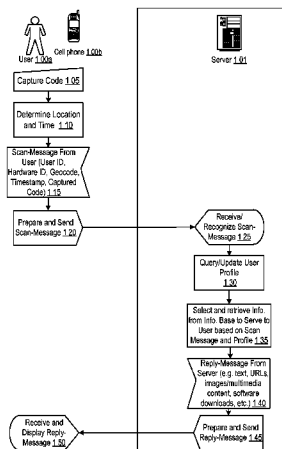 User 100a
Cell phone 100b
Server 1.01
Capture Code 1.05
Determine Location
and Time 1.10
Scan-Message From
User (User ID,
Hardware ID, Geocode,
Timestamp, Captured
Code) 1.15
Prepare and Send
Scan-Message 1.20
Receive/
Recognize Scan-
Message 1.25
Query/Update User
Profile 1.30
Select and retrieve Info.
from Info. Base to Serve to
User based on Scan
Message and Profile 1.35
Reply-Message From
Server (e.g. text, URLs,
images/multimedia
content, software
downloads, etc.) 1.40
Prepare and Send
Reply-Message 1.45
Receive and
Display Reply-
Message 1.50